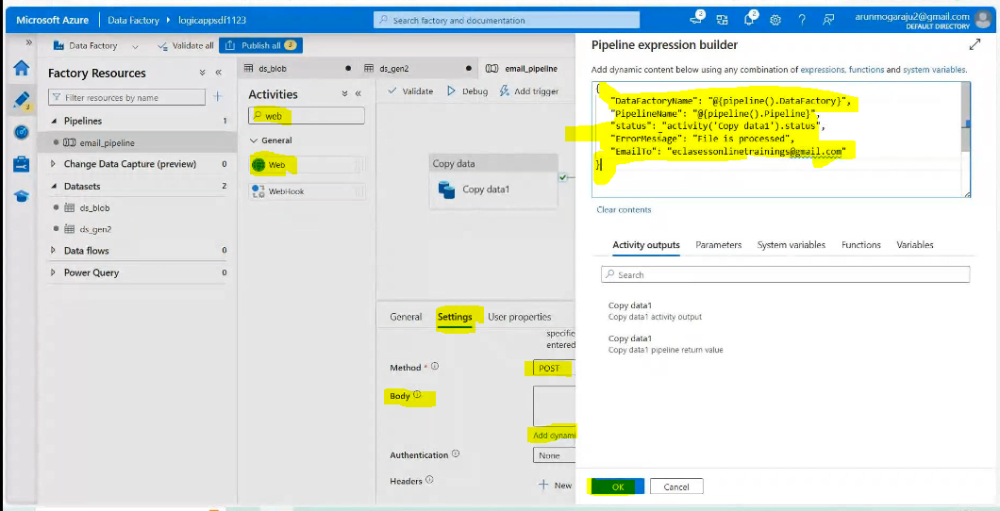 Microsoft Azure
Data Factory
logicappsdf1123
Search factory and documentation
2
2
arunmogaraju2@gmail.com
DEFAULT DIRECTORY
Data Factory
Validate all
Publish all 3
3
Factory Resources
Filter resources by name
Pipelines 1
email_pipeline
Change Data Capture (preview) 0
Datasets 2
ds_blob
ds_gen2
Data flows 0
Power Query 0
ds_blob
ds_gen2
email_pipeline
Activities
web
General
Web
WebHook
Validate
Debug
Add trigger
Copy data
Copy data1
General
Settings
User properties
specifie
entered
Method *
POST
Body
Add dynami
Authentication
None
Headers
New
Pipeline expression builder
Add dynamic content below using any combination of expressions, functions and system variables.
{
"DataFactoryName": "@{pipeline().DataFactory}",
"PipelineName": "@{pipeline().Pipeline}",
"status": "activity('Copy data1').status",
"ErrorMessage": "File is processed",
"EmailTo": "eclasessonlinetrainings@gmail.com"
}
Clear contents
Activity outputs
Parameters
System variables
Functions
Variables
Search
Copy data1
Copy data1 activity output
Copy data1
Copy data1 pipeline return value
OK
Cancel